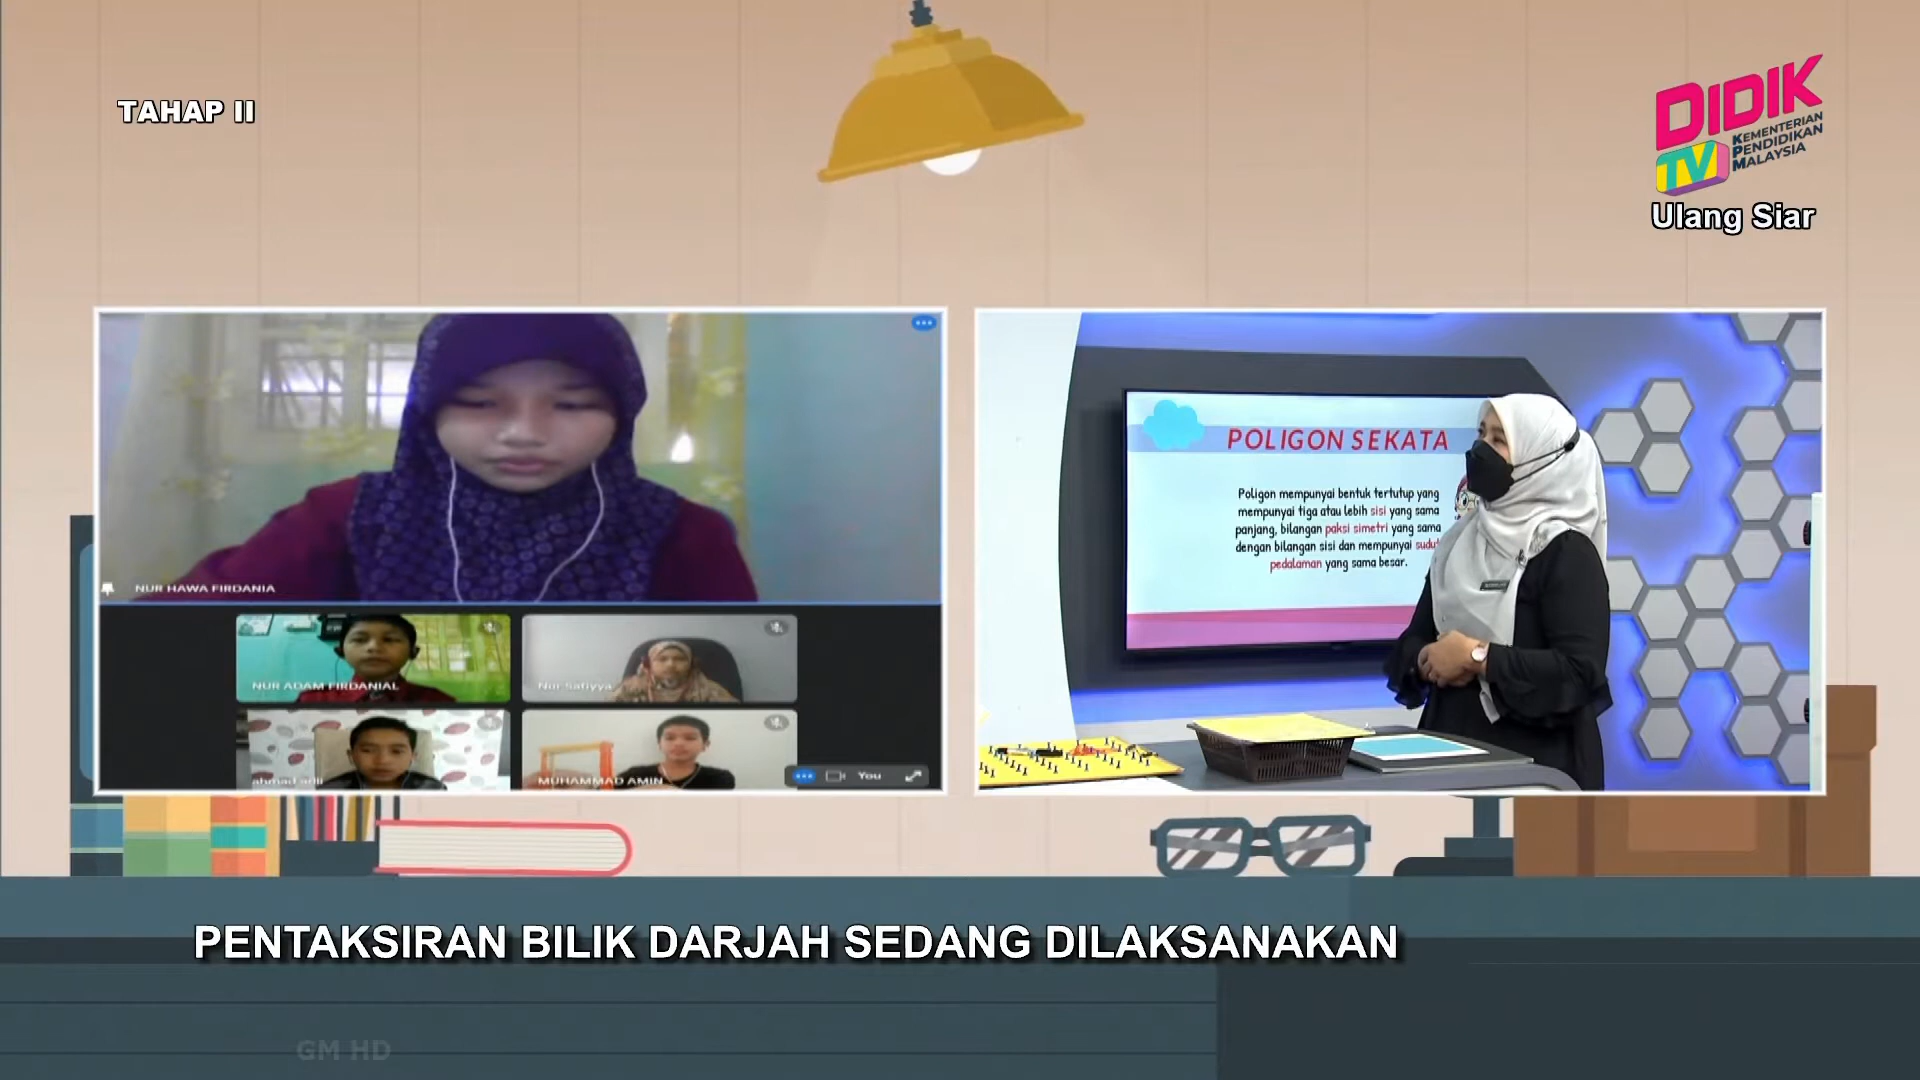 TAHAP II
DIDIK
TV
KEMENTERIAN
PENDIDIKAN
MALAYSIA
Ulang Siar
NUR HAWA FIRDANIA
NUR ADAM FIRDANIAL
Nur Safiyya
ahmad adli
MUHAMMAD AMIN
You
POLIGON SEKATA
Poligon mempunyai bentuk tertutup yang
mempunyai tiga atau lebih sisi yang sama
panjang, bilangan paksi simetri yang sama
dengan bilangan sisi dan mempunyai sudut
pedalaman yang sama besar.
PENTAKSIRAN BILIK DARJAH SEDANG DILAKSANAKAN
GM HD